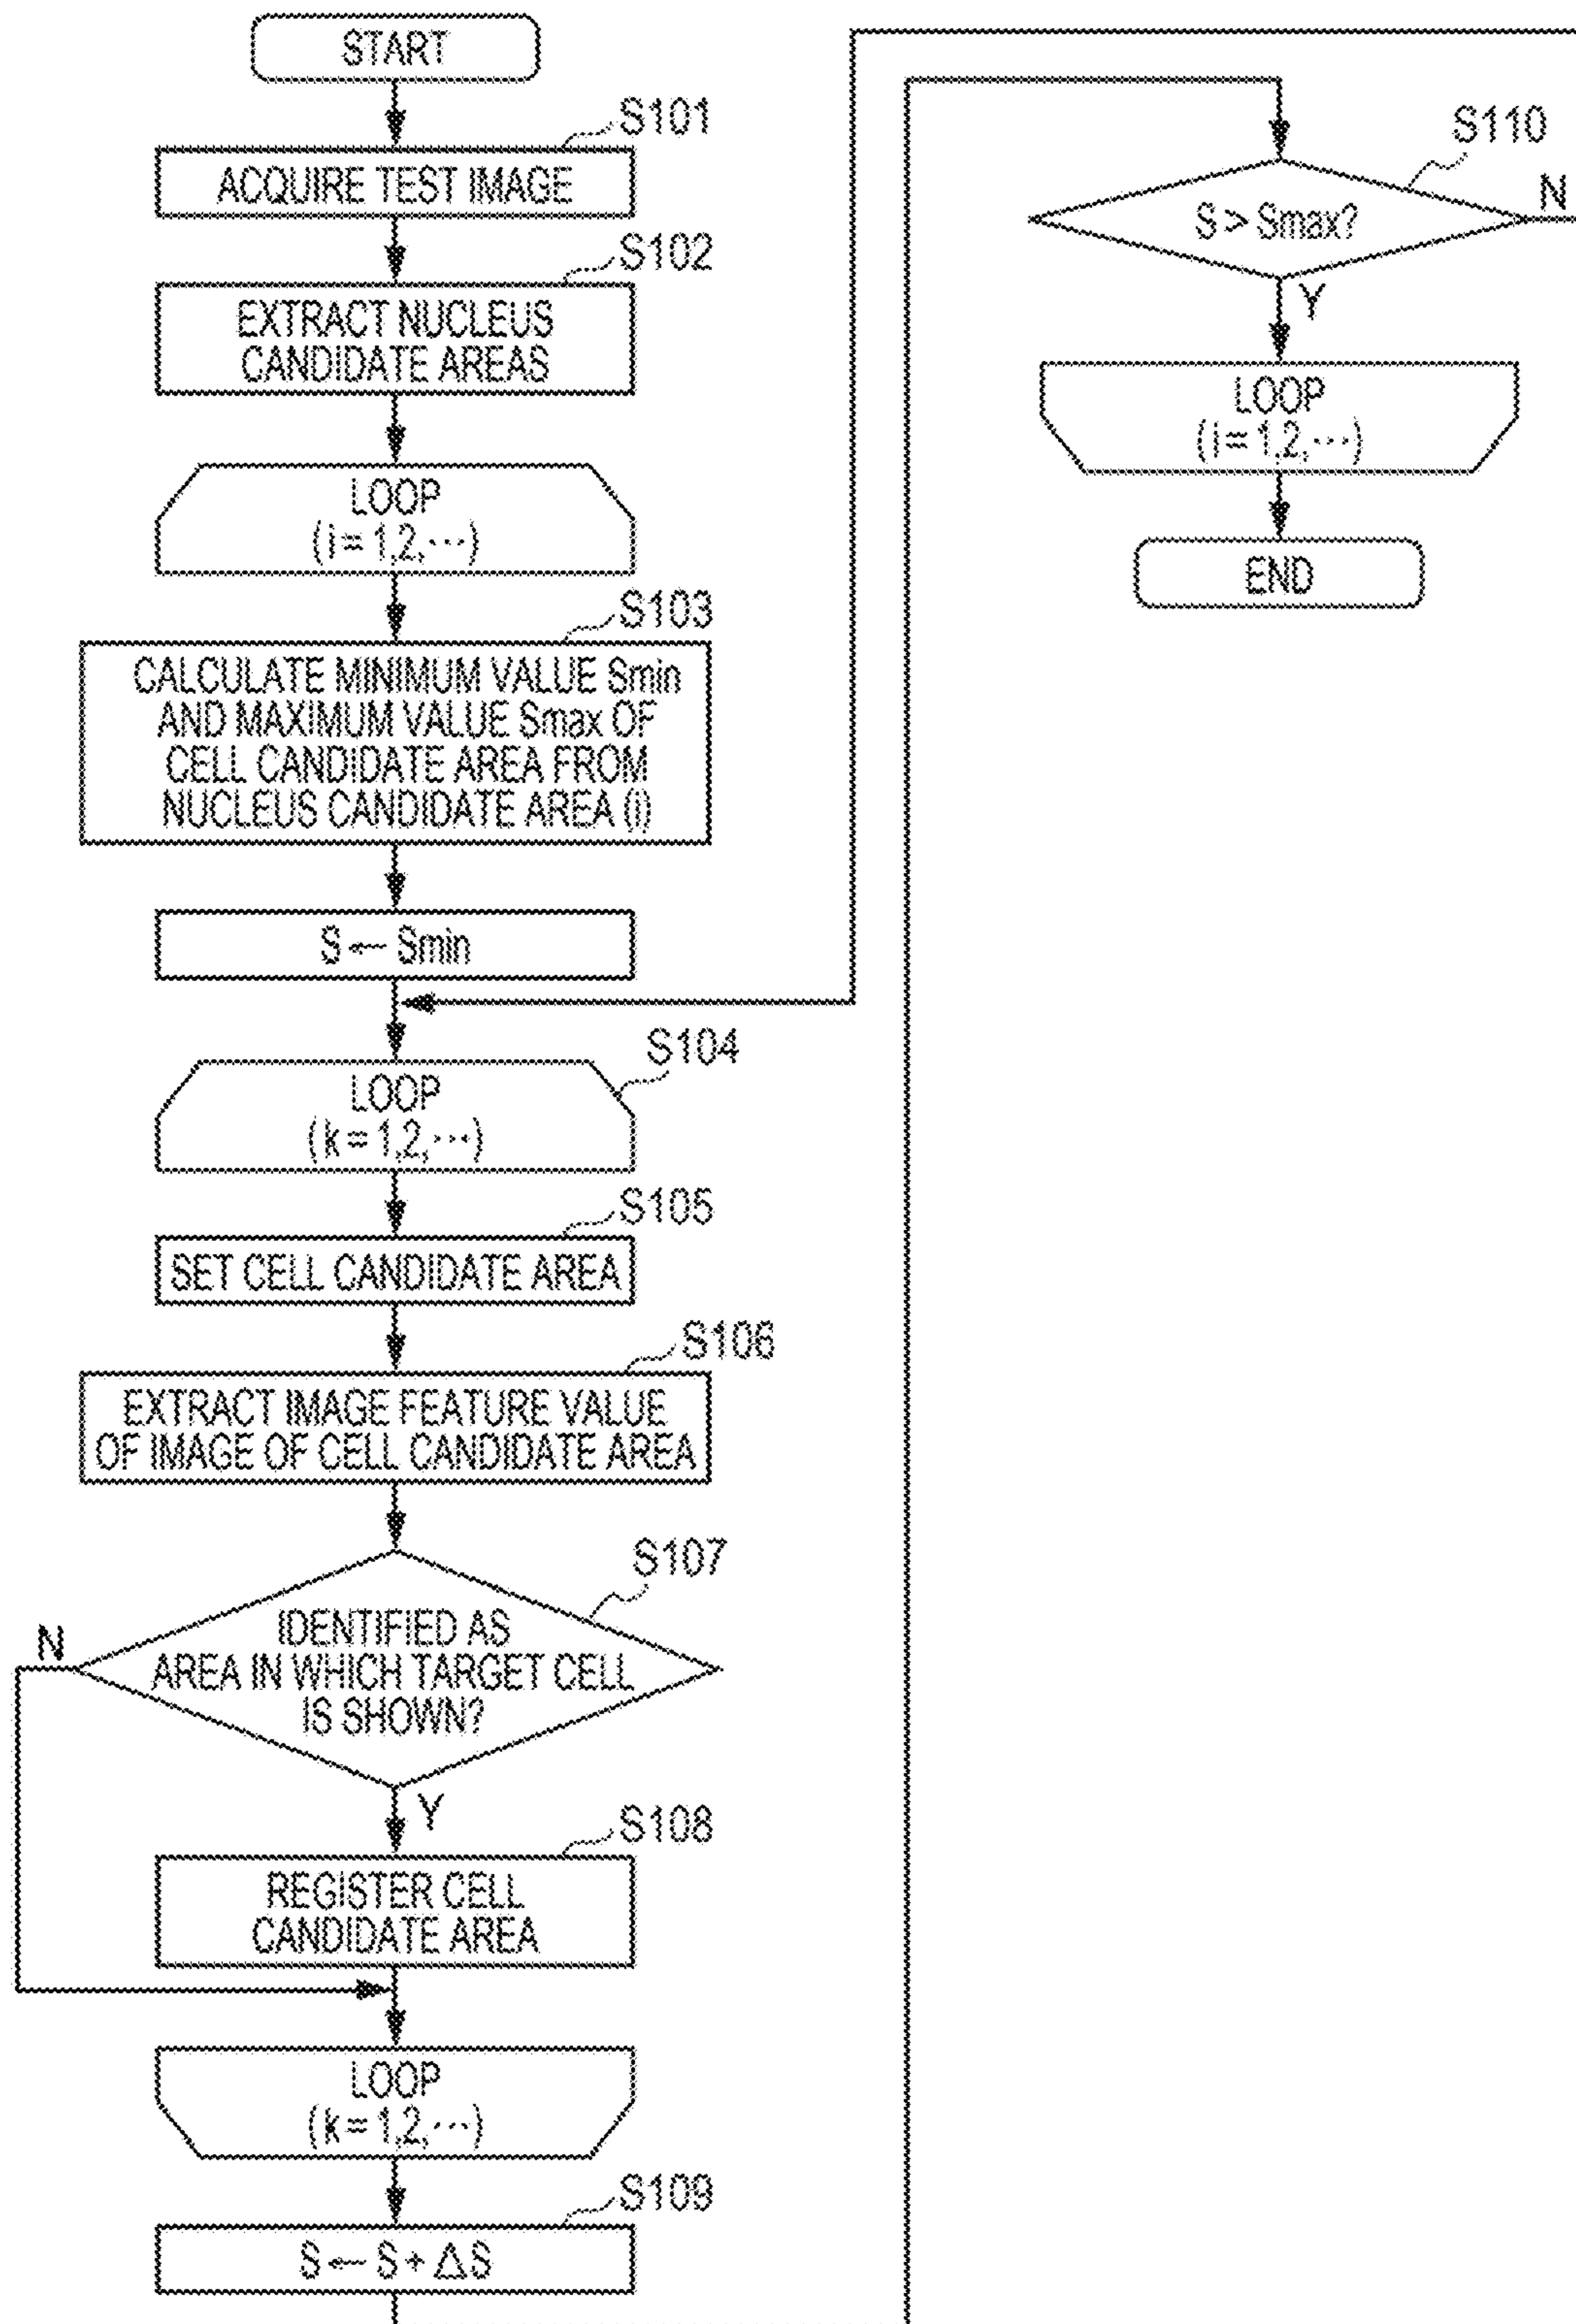 START
S101
ACQUIRE TEST IMAGE
S102
EXTRACT NUCLEUS
CANDIDATE AREAS
LOOP
(i = 1,2,⋯)
S103
CALCULATE MINIMUM VALUE Smin
AND MAXIMUM VALUE Smax OF
CELL CANDIDATE AREA FROM
NUCLEUS CANDIDATE AREA (i)
S ← Smin
S104
LOOP
(k = 1,2,⋯)
S105
SET CELL CANDIDATE AREA
S106
EXTRACT IMAGE FEATURE VALUE
OF IMAGE OF CELL CANDIDATE AREA
S107
IDENTIFIED AS
AREA IN WHICH TARGET CELL
IS SHOWN?
N
Y
S108
REGISTER CELL
CANDIDATE AREA
LOOP
(k = 1,2,⋯)
S109
S ← S + ΔS
S110
S > Smax?
N
Y
LOOP
(i = 1,2,⋯)
END